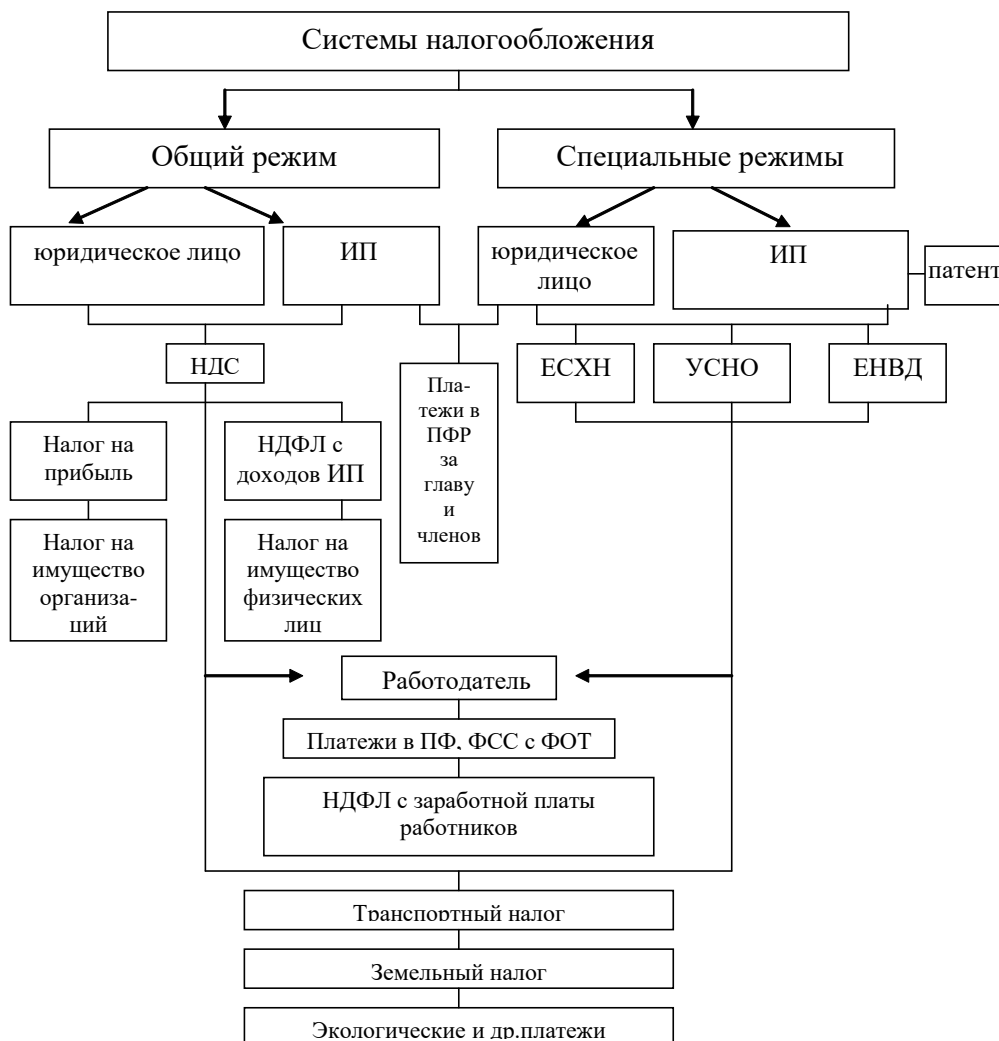 Системы налогообложения
Общий режим
Специальные режимы
юридическое лицо
ИП
юридическое
лицо
ИП
патент
НДС
Пла-
тежи в
ПФР
за
главу
и
членов
ЕСХН
УСНО
ЕНВД
Налог на
прибыль
НДФЛ с
доходов ИП
Налог на
имущество
организа-
ций
Налог на
имущество
физических
лиц
Работодатель
Платежи в ПФ, ФСС с ФОТ
НДФЛ с заработной платы
работников
Транспортный налог
Земельный налог
Экологические и др.платежи